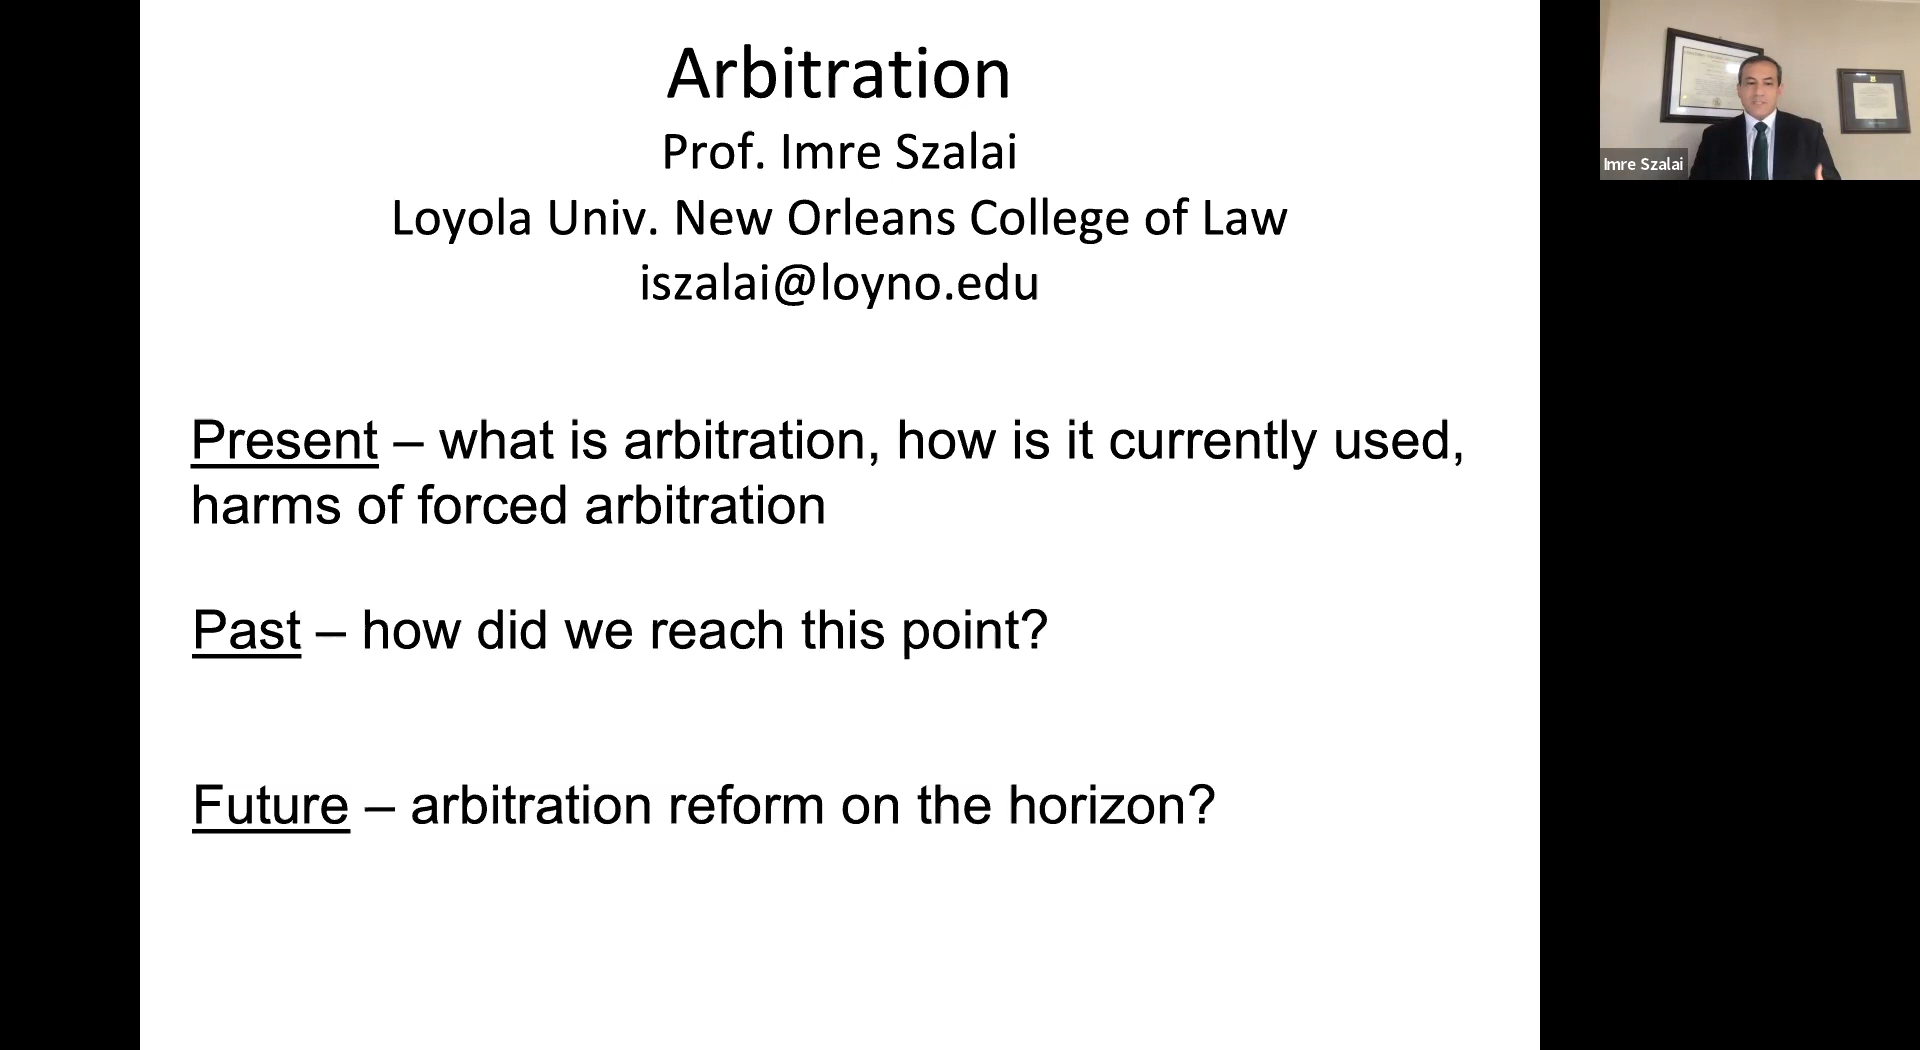 Arbitration
Prof. Imre Szalai
Loyola Univ. New Orleans College of Law
iszalai@loyno.edu
Present – what is arbitration, how is it currently used,
harms of forced arbitration
Past – how did we reach this point?
Future – arbitration reform on the horizon?
Imre Szalai